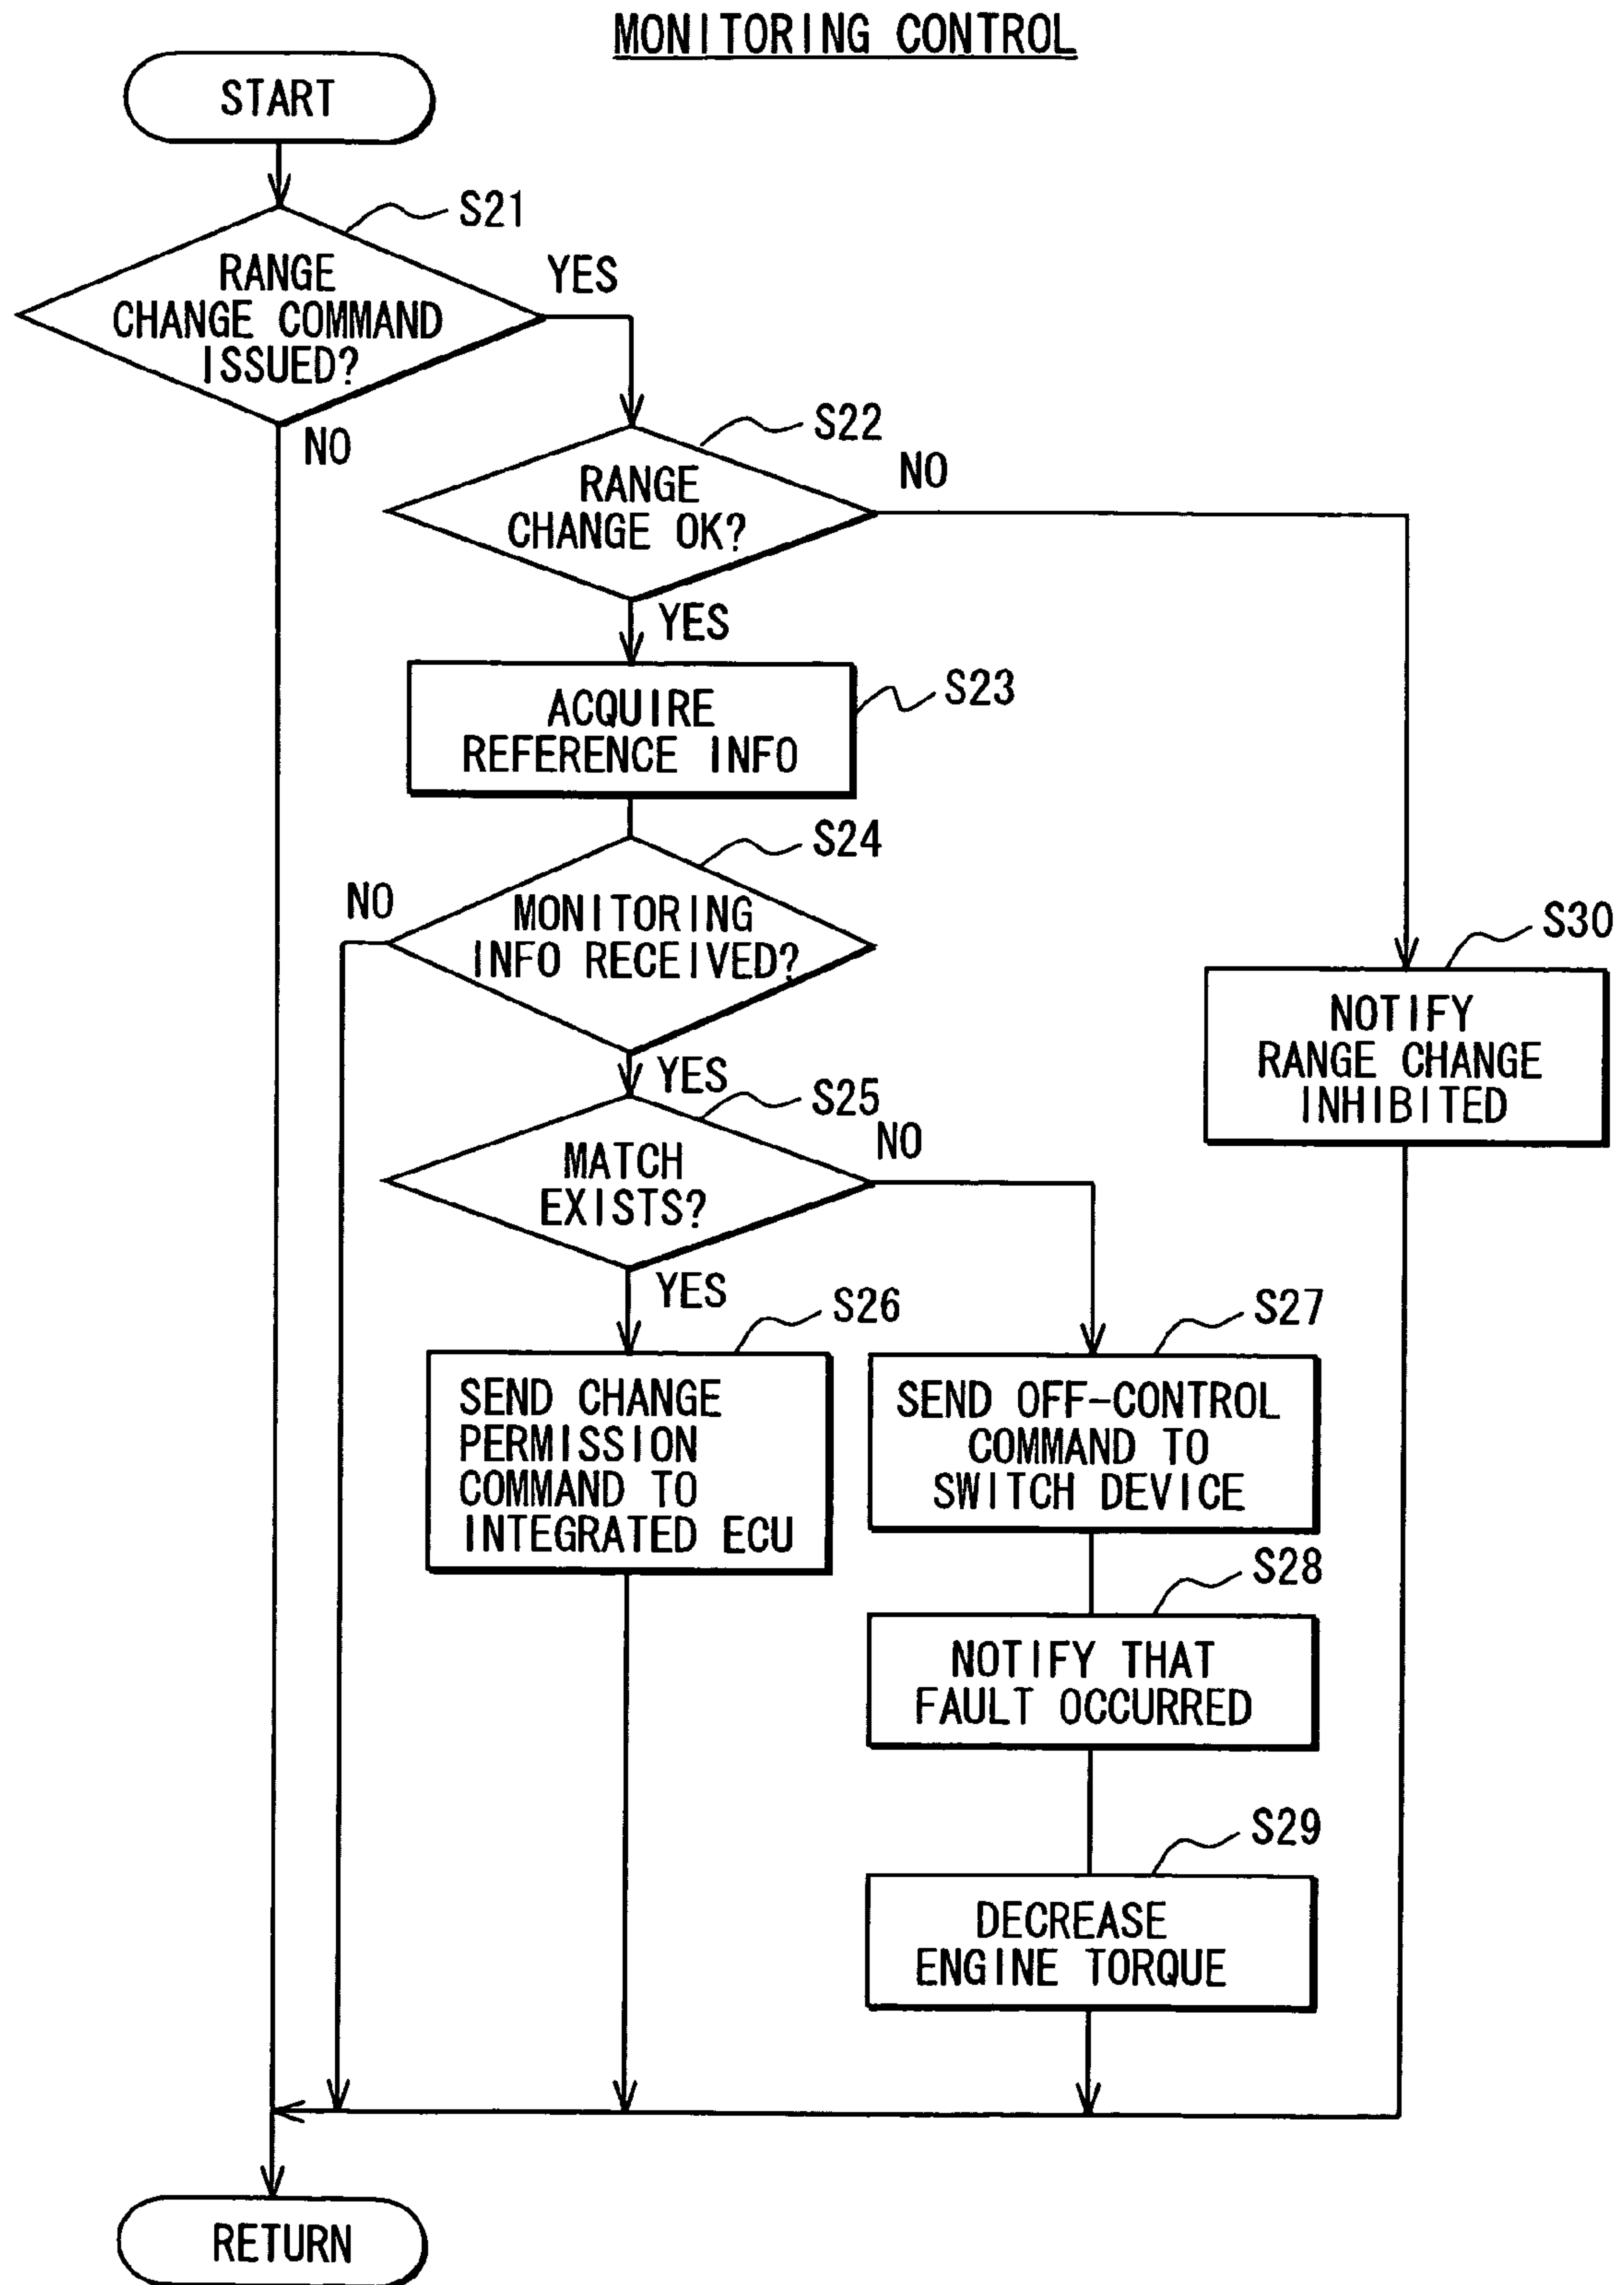 MONITORING CONTROL
START
S21
RANGE
CHANGE COMMAND
ISSUED?
YES
NO
S22
RANGE
CHANGE OK?
NO
YES
ACQUIRE
REFERENCE INFO
S23
S24
MONITORING
INFO RECEIVED?
NO
YES
S30
NOTIFY
RANGE CHANGE
INHIBITED
S25
MATCH
EXISTS?
NO
YES
S26
SEND CHANGE
PERMISSION
COMMAND TO
INTEGRATED ECU
S27
SEND OFF-CONTROL
COMMAND TO
SWITCH DEVICE
S28
NOTIFY THAT
FAULT OCCURRED
S29
DECREASE
ENGINE TORQUE
RETURN